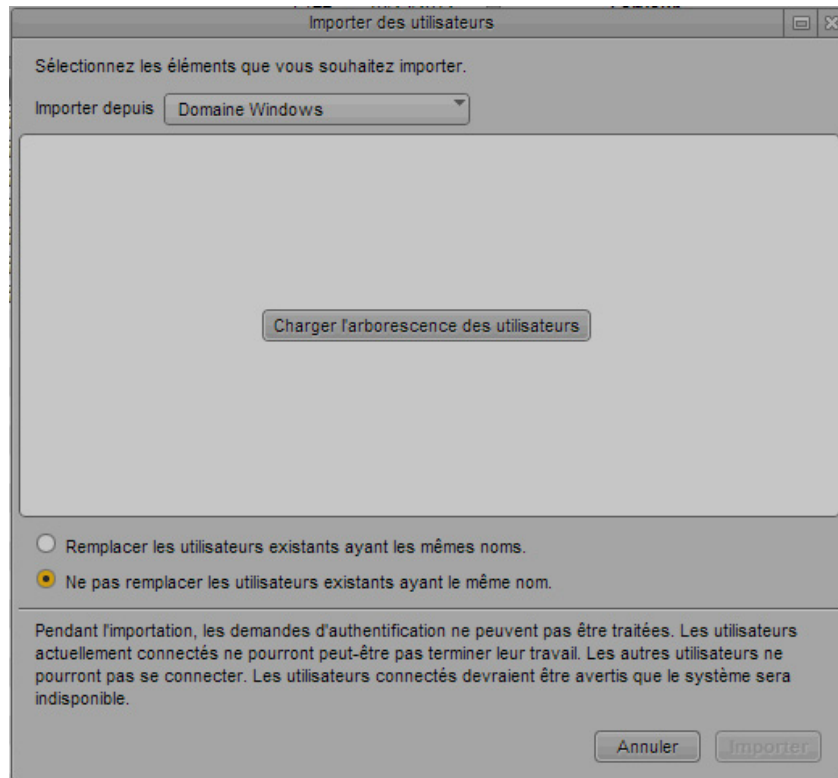 Importer des utilisateurs
Sélectionnez les éléments que vous souhaitez importer.
Importer depuis Domaine Windows
Charger l'arborescence des utilisateurs
Remplacer les utilisateurs existants ayant les mêmes noms.
Ne pas remplacer les utilisateurs existants ayant le même nom.
Pendant l'importation, les demandes d'authentification ne peuvent pas être traitées. Les utilisateurs
actuellement connectés ne pourront peut-être pas terminer leur travail. Les autres utilisateurs ne
pourront pas se connecter. Les utilisateurs connectés devraient être avertis que le système sera
indisponible.
Annuler Importer